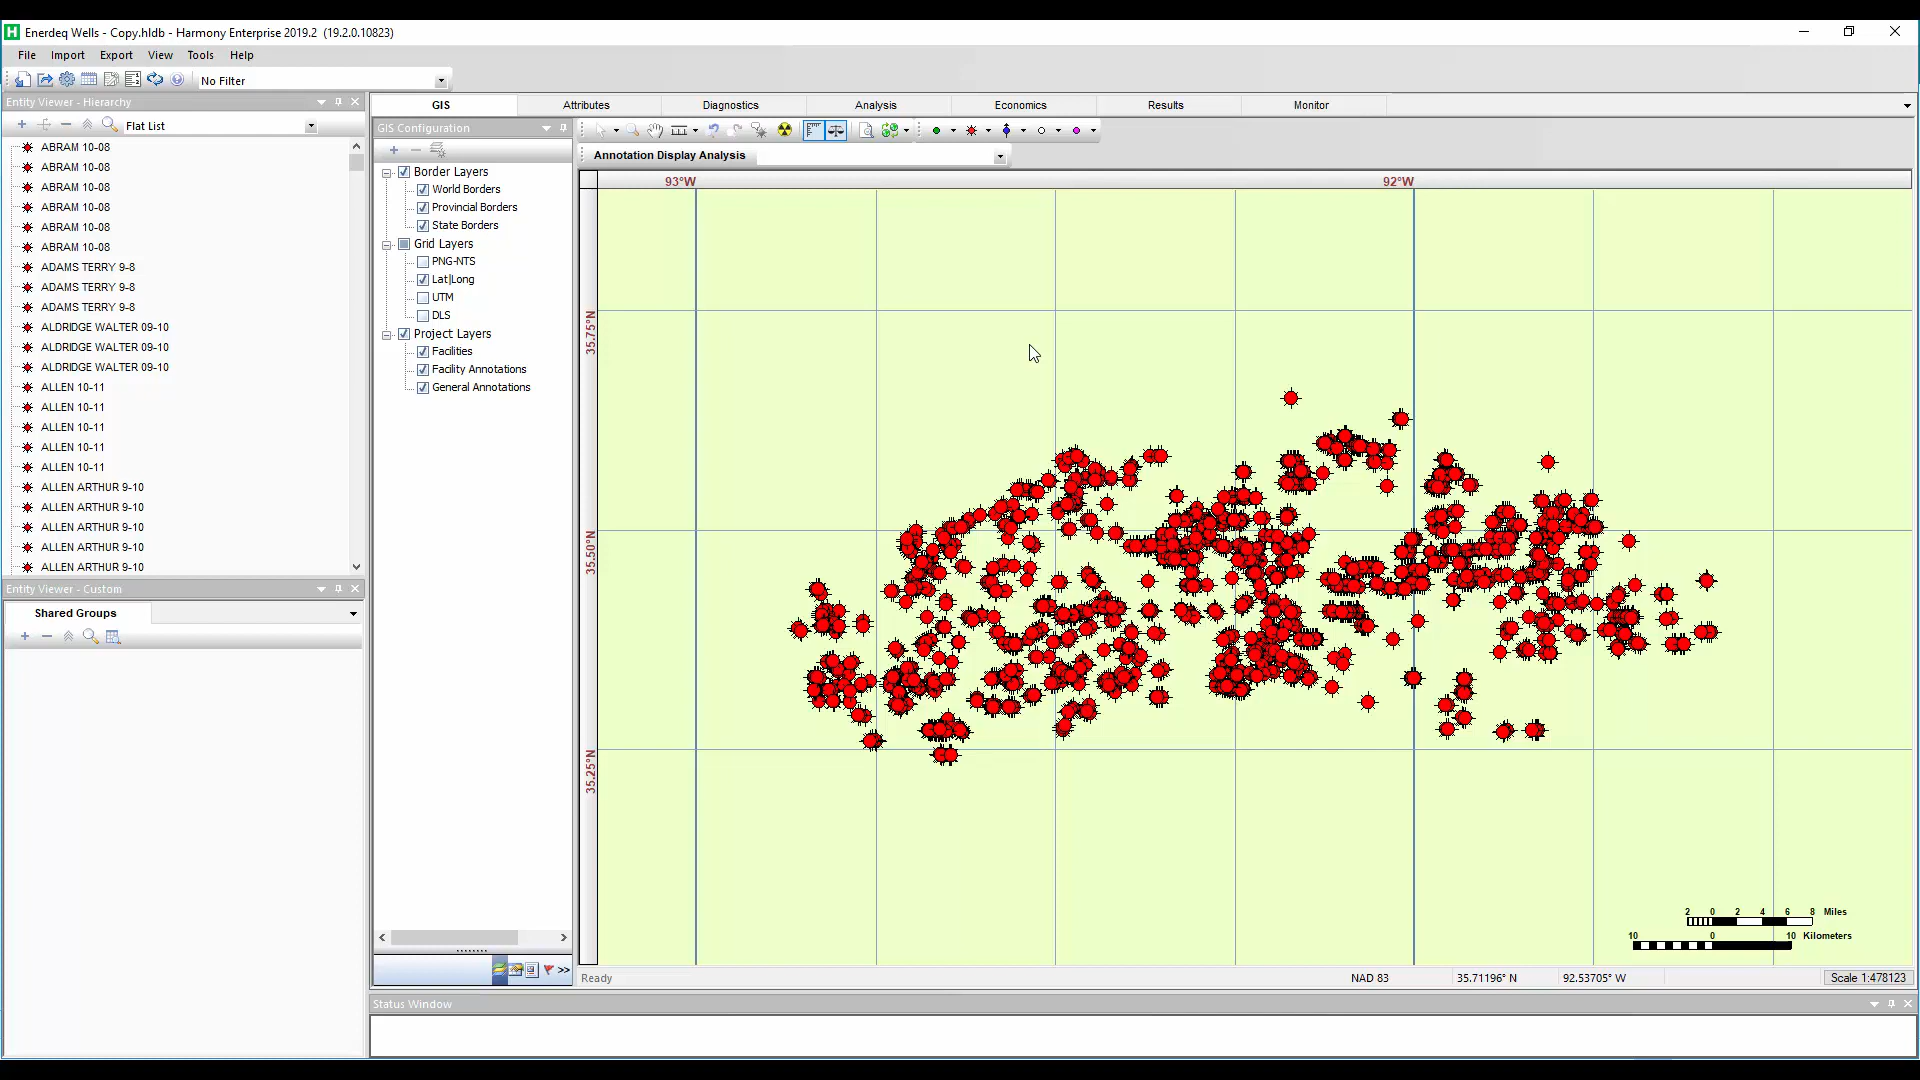 Enerdeq Wells - Copy.hldb - Harmony Enterprise 2019.2 (19.2.0.10823)
File Import Export View Tools Help
No Filter
Entity Viewer - Hierarchy
Flat List
ABRAM 10-08
ABRAM 10-08
ABRAM 10-08
ABRAM 10-08
ABRAM 10-08
ABRAM 10-08
ADAMS TERRY 9-8
ADAMS TERRY 9-8
ADAMS TERRY 9-8
ALDRIDGE WALTER 09-10
ALDRIDGE WALTER 09-10
ALDRIDGE WALTER 09-10
ALLEN 10-11
ALLEN 10-11
ALLEN 10-11
ALLEN 10-11
ALLEN 10-11
ALLEN ARTHUR 9-10
ALLEN ARTHUR 9-10
ALLEN ARTHUR 9-10
ALLEN ARTHUR 9-10
ALLEN ARTHUR 9-10
Entity Viewer - Custom
Shared Groups
GIS Attributes Diagnostics Analysis Economics Results Monitor
GIS Configuration
Border Layers
World Borders
Provincial Borders
State Borders
Grid Layers
PNG-NTS
Lat|Long
UTM
DLS
Project Layers
Facilities
Facility Annotations
General Annotations
>>
Annotation Display Analysis
93°W 92°W
35.75°N
35.50°N
35.25°N
2 0 2 4 6 8 Miles
10 0 10 Kilometers
Ready NAD 83 35.71196° N 92.53705° W Scale 1:478123
Status Window